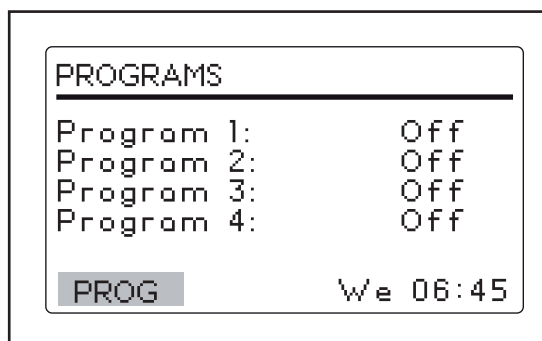 PROGRAMS
Program 1: Off
Program 2: Off
Program 3: Off
Program 4: Off
PROG We 06:45